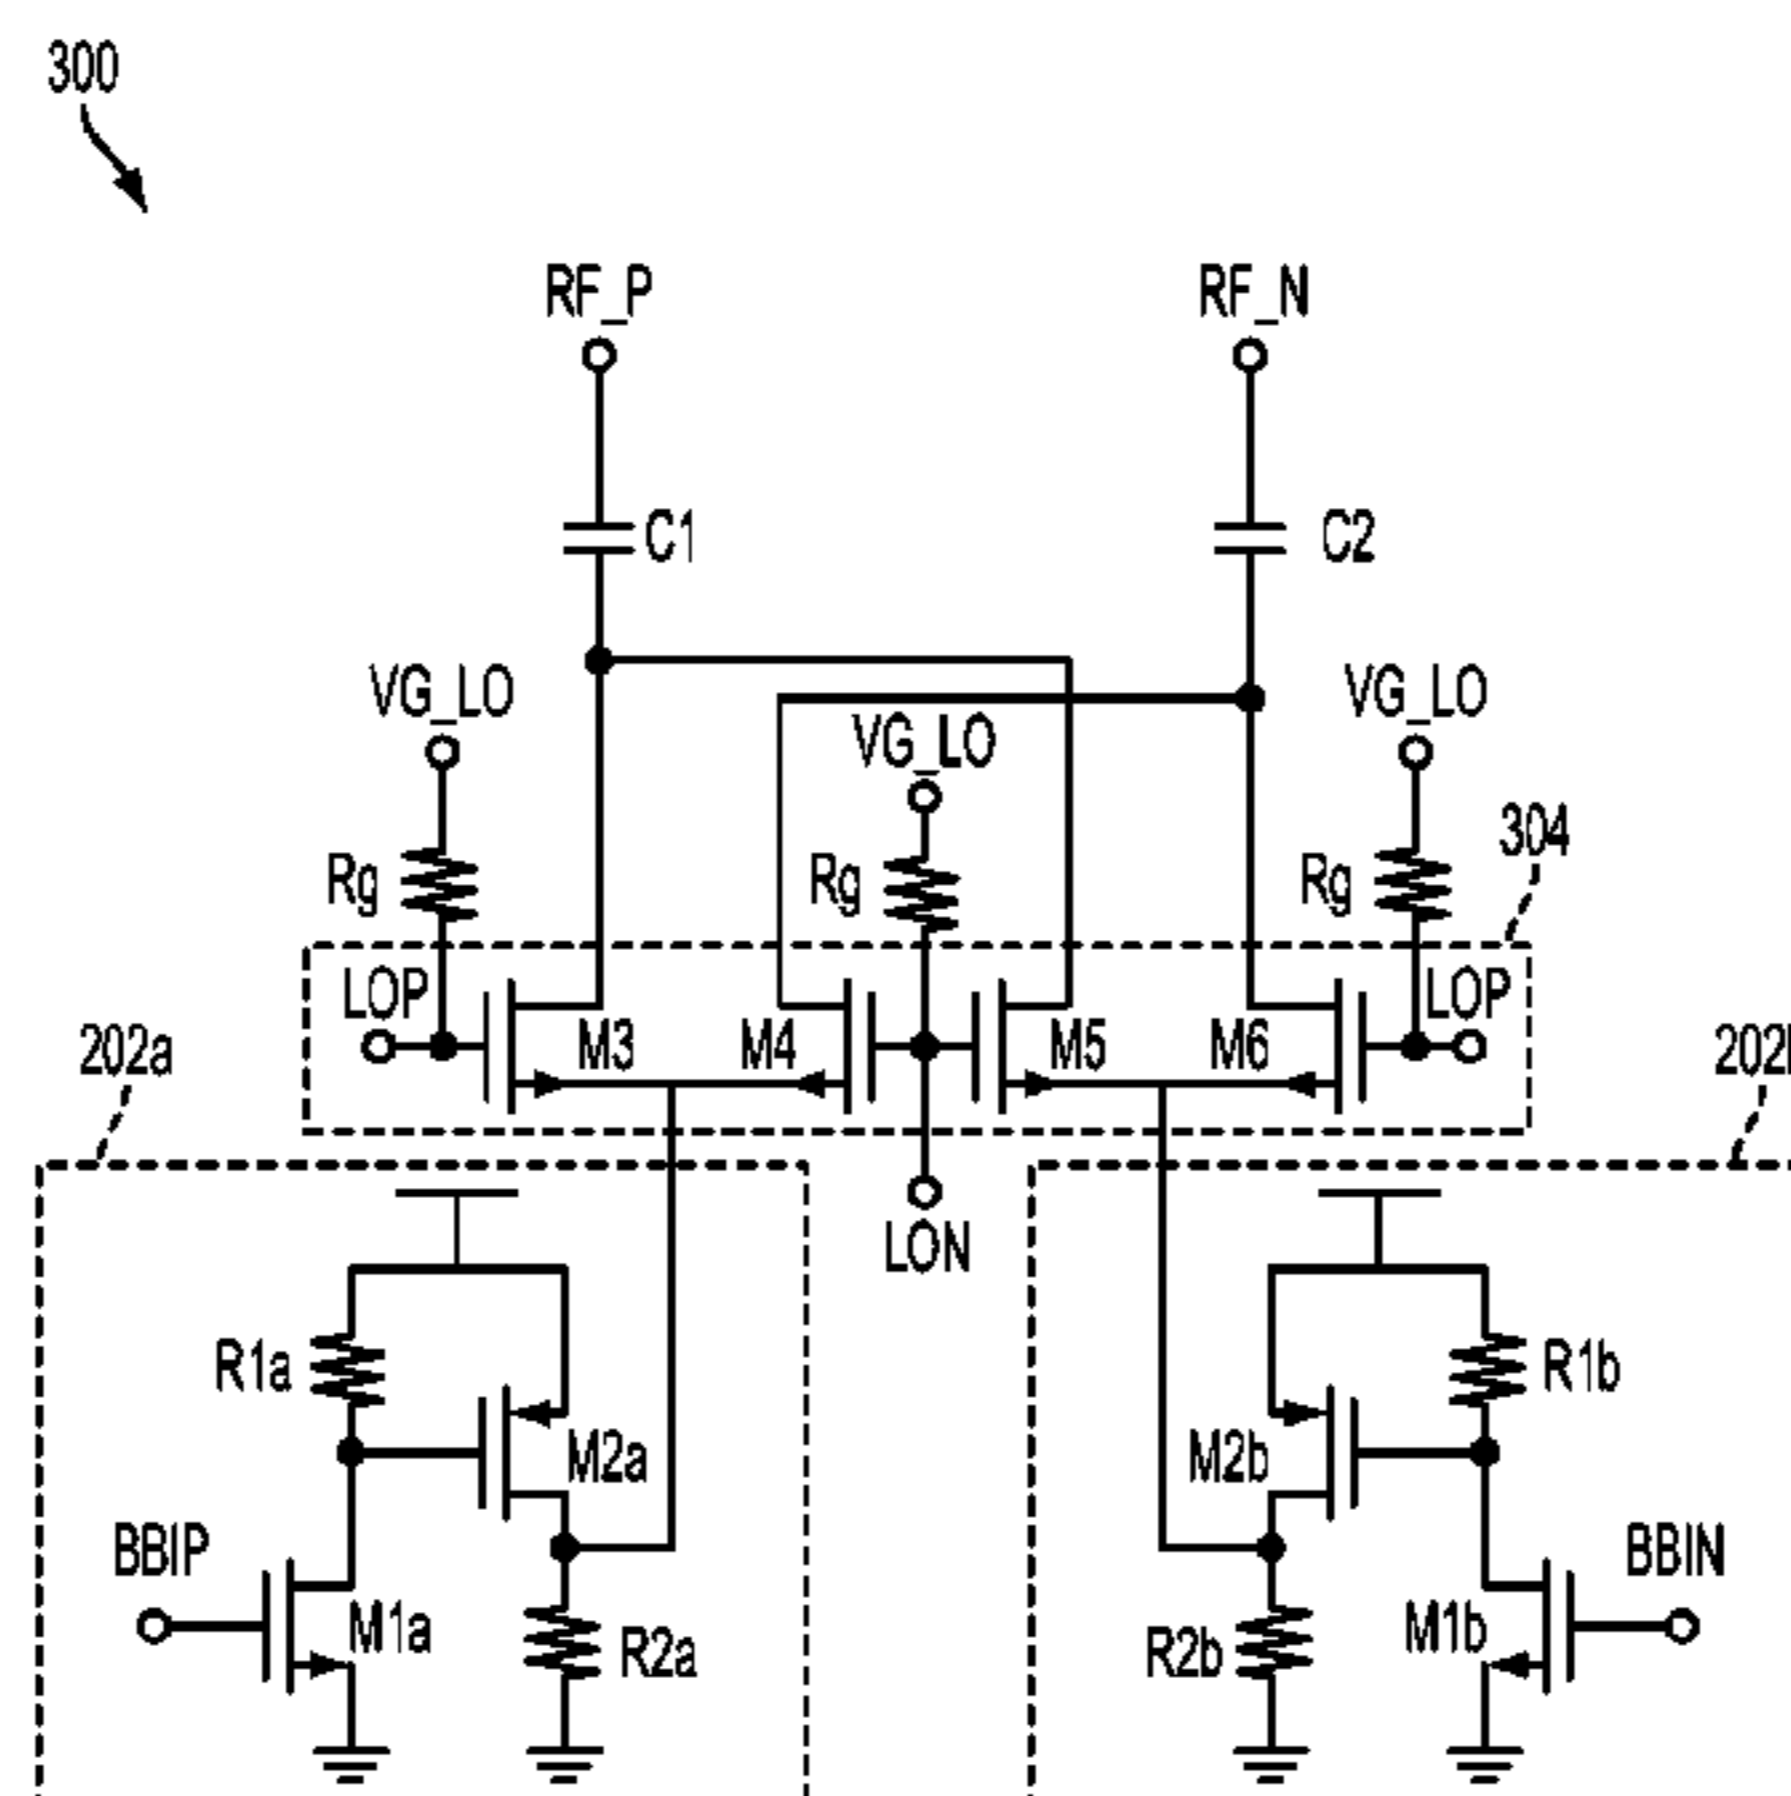 300
RF_P
RF_N
C1
C2
VG_LO
VG_LO
VG_LO
304
Rg
Rg
Rg
LOP
LOP
202a
M3
M4
M5
M6
LON
R1a
R1b
M2a
M2b
BBIP
BBIN
M1a
R2a
R2b
M1b